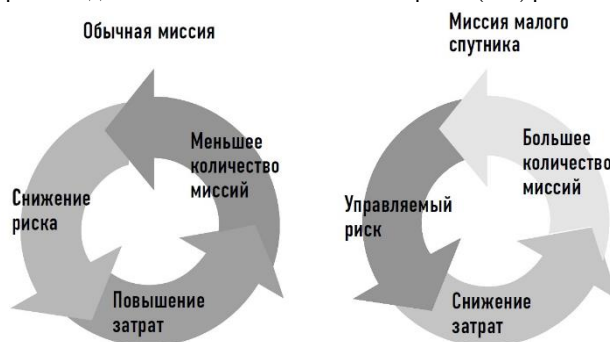 Обычная миссия
Меньшее
количество
миссий
Снижение
риска
Повышение
затрат
Миссия малого
спутника
Большее
количество
миссий
Управляемый
риск
Снижение
затрат